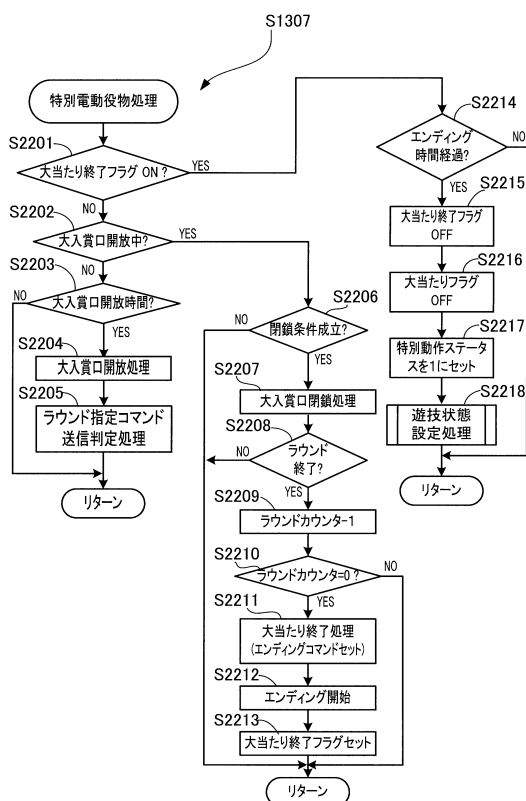 S1307
特別電動役物処理
S2201
大当たり終了フラグ ON ?
YES
NO
S2202
大入賞口開放中?
YES
NO
S2203
大入賞口開放時間?
NO
YES
S2204
大入賞口開放処理
S2205
ラウンド指定コマンド
送信判定処理
リターン
S2206
閉鎖条件成立?
NO
YES
S2207
大入賞口閉鎖処理
S2208
ラウンド
終了?
NO
YES
S2209
ラウンドカウンタ-1
S2210
ラウンドカウンタ=0 ?
NO
YES
S2211
大当たり終了処理
(エンディングコマンドセット)
S2212
エンディング開始
S2213
大当たり終了フラグセット
リターン
S2214
エンディング
時間経過?
NO
YES
S2215
大当たり終了フラグ
OFF
S2216
大当たりフラグ
OFF
S2217
特別動作ステータ
スを1にセット
S2218
遊技状態
設定処理
リターン